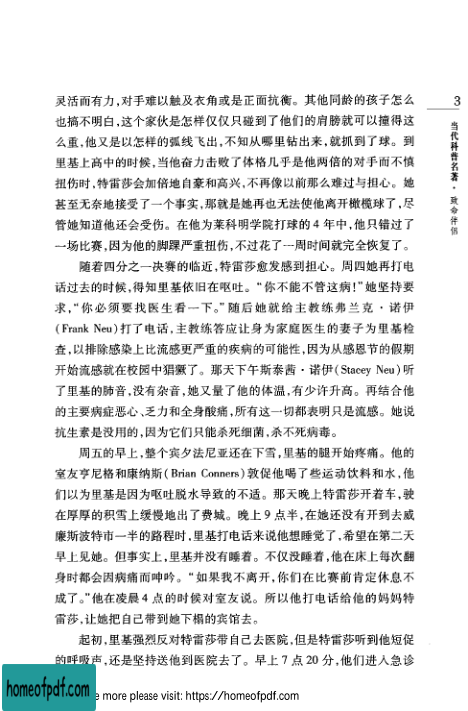 灵活而有力,对手难以触及衣角或是正面抗衡。其他同龄的孩子怎么
也搞不明白,这个家伙是怎样仅仅只碰到了他们的肩膀就可以撞得这
么重,他又是以怎样的弧线飞出,不知从哪里钻出来,就抓到了球。到
里基上高中的时候,当他奋力击败了体格几乎是他两倍的对手而不慎
扭伤时,特雷莎会加倍地自豪和高兴,不再像以前那么难过与担心。她
甚至无奈地接受了一个事实,那就是她再也无法使他离开橄榄球了,尽
管她知道他还会受伤。在他为莱科明学院打球的4年中,他只错过了
一场比赛,因为他的脚踝严重扭伤,不过花了一周时间就完全恢复了。
随着四分之一决赛的临近,特雷莎愈发感到担心。周四她再打电
话过去的时候,得知里基依旧在呕吐。“你不能不管这病!”她坚持要
求,“你必须要找医生看一下。”随后她就给主教练弗兰克·诺伊
(Frank Neu)打了电话,主教练答应让身为家庭医生的妻子为里基检
查,以排除感染上比流感更严重的疾病的可能性,因为从感恩节的假期
开始流感就在校园中猖獗了。那天下午斯泰茜·诺伊(Stacey Neu)听
了里基的肺音,没有杂音,她又量了他的体温,有少许升高。再结合他
的主要病症恶心、乏力和全身酸痛,所有这一切都表明只是流感。她说
抗生素是没用的,因为它们只能杀死细菌,杀不死病毒。
周五的早上,整个宾夕法尼亚还在下雪,里基的腿开始疼痛。他的
室友亨尼格和康纳斯(Brian Conners)敦促他喝了些运动饮料和水,他
们以为里基是因为呕吐脱水导致的不适。那天晚上特雷莎开着车,驶
在厚厚的积雪上缓慢地出了费城。晚上9点半,在她还没有开到去威
廉斯波特市一半的路程时,里基打电话来说他想睡觉了,希望在第二天
早上见她。但事实上,里基并没有睡着。不仅没睡着,他在床上每次翻
身时都会因病痛而呻吟。“如果我不离开,你们在比赛前肯定休息不
成了。”他在凌晨4点的时候对室友说。所以他打电话给他的妈妈特
雷莎,让她把自己带到她下榻的宾馆去。
起初,里基强烈反对特雷莎带自己去医院,但是特雷莎听到他短促
的呼吸声,还是坚持送他到医院去了。早上7点20分,他们进入急诊
3
当代科普名著·致命伴侣
homeofpdf.com
e more please visit: https://homeofpdf.com